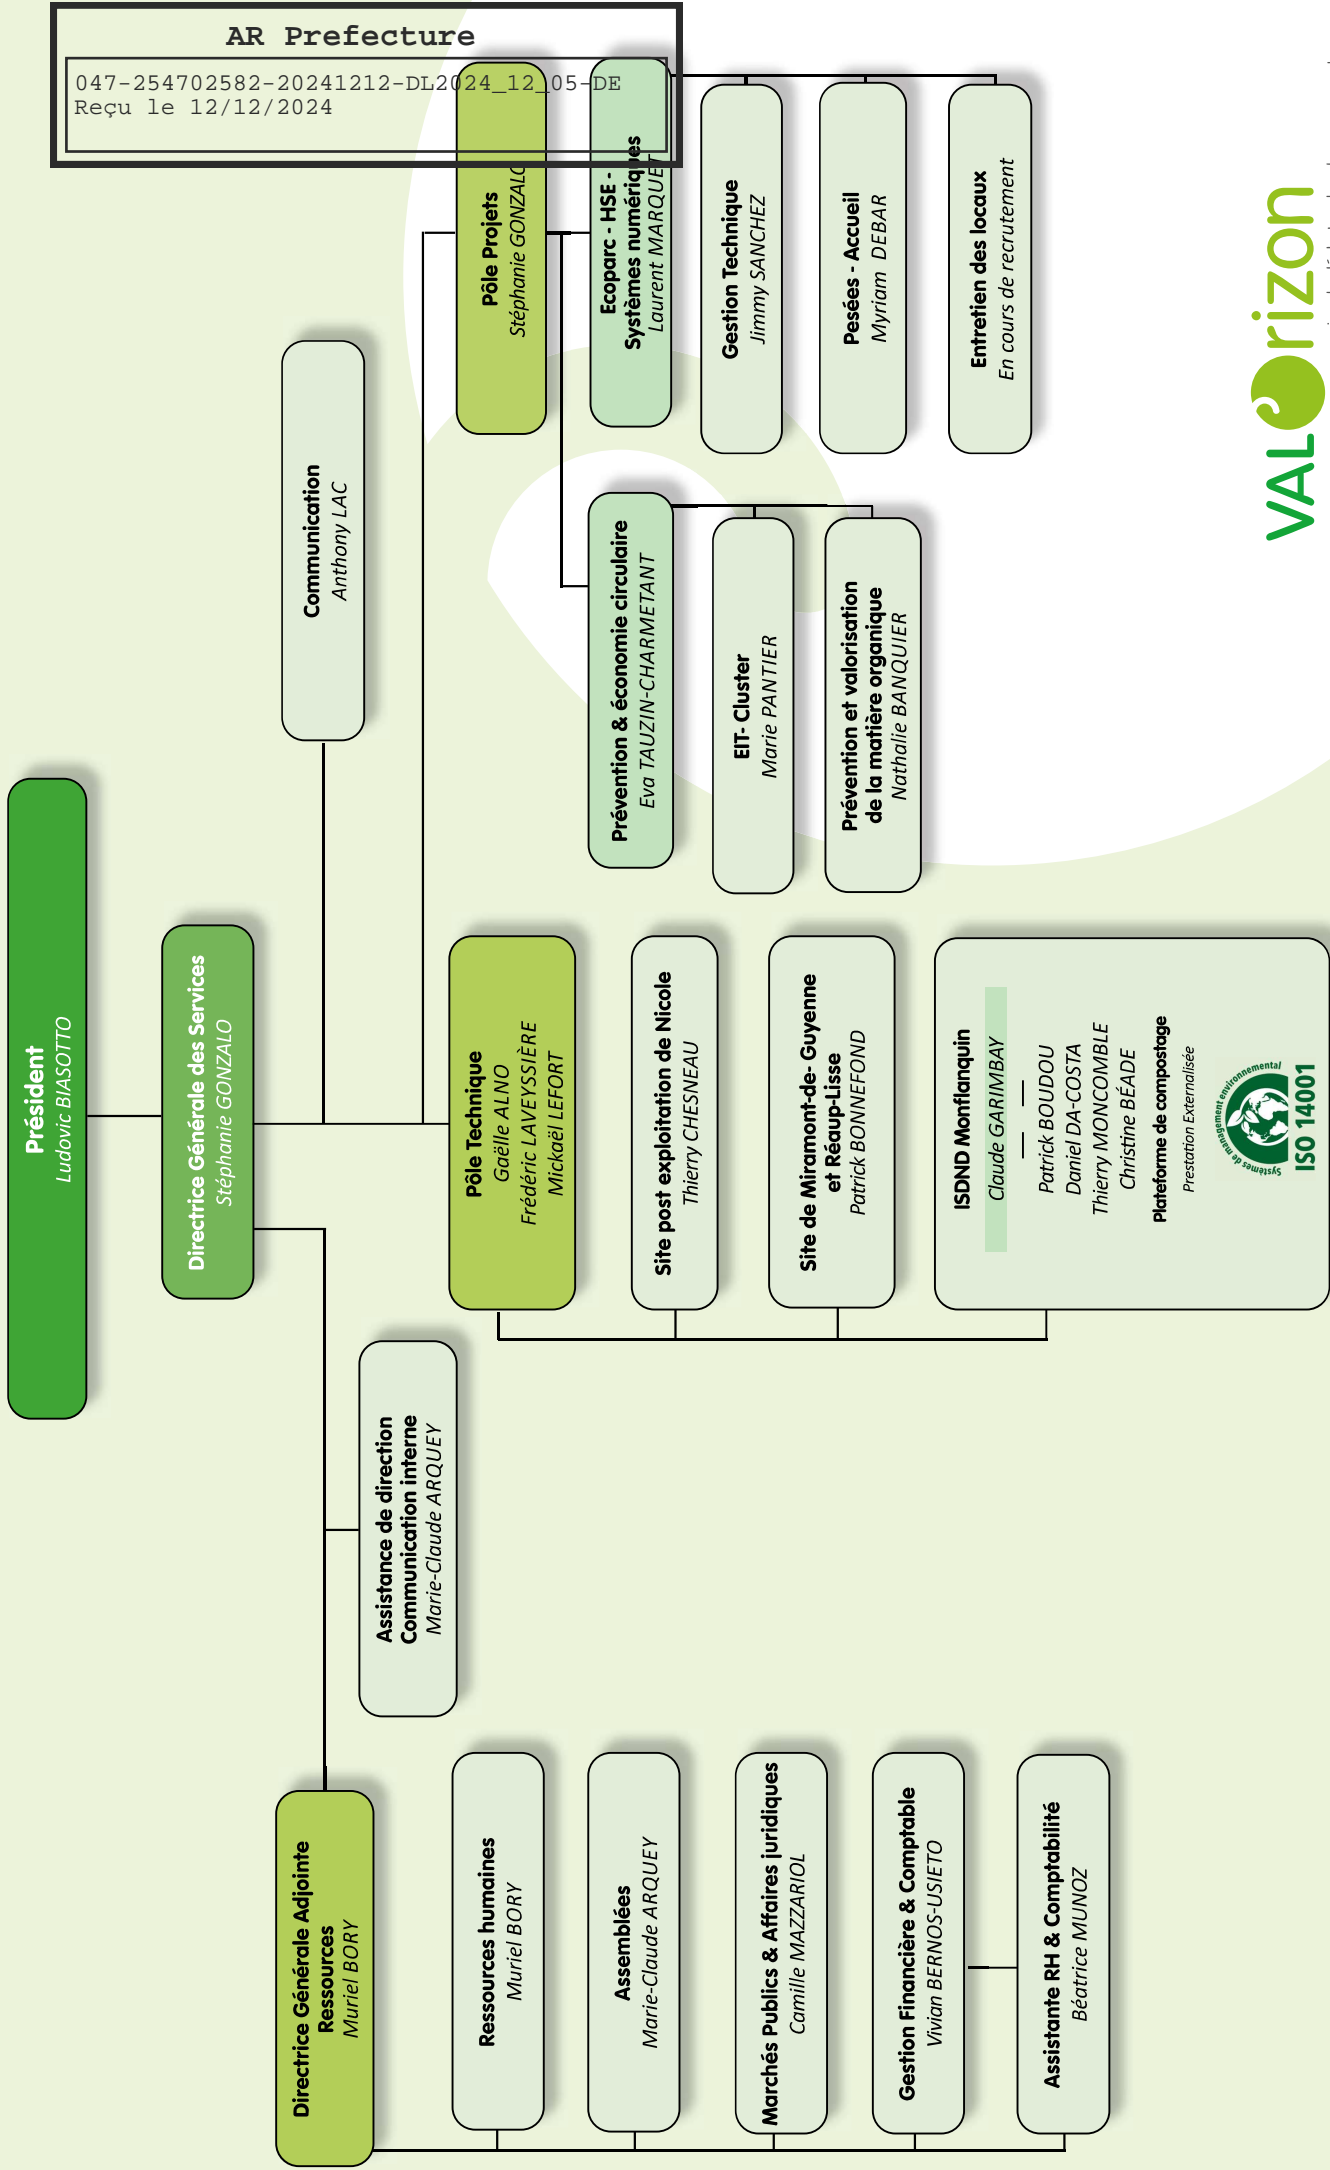 AR Prefecture
047-254702582-20241212-DL2024_12_05-DE
Reçu le 12/12/2024
Président
Ludovic BIASOTTO
Directrice Générale des Services
Stéphanie GONZALO
Communication
Anthony LAC
Assistance de direction
Communication interne
Marie-Claude ARQUEY
Directrice Générale Adjointe
Ressources
Muriel BORY
Ressources humaines
Muriel BORY
Assemblées
Marie-Claude ARQUEY
Marchés Publics & Affaires juridiques
Camille MAZZARIOL
Gestion Financière & Comptable
Vivian BERNOS-USIETO
Assistante RH & Comptabilité
Béatrice MUNOZ
Pôle Technique
Gaëlle ALNO
Frédéric LAVEYSSIÈRE
Mickaël LEFORT
Site post exploitation de Nicole
Thierry CHESNEAU
Site de Miramont-de- Guyenne
et Réaup-Lisse
Patrick BONNEFOND
ISDND Monflanquin
Claude GARIMBAY
Patrick BOUDOU
Daniel DA-COSTA
Thierry MONCOMBLE
Christine BÉADE
Plateforme de compostage
Prestation Externalisée
Systèmes de management environnemental
ISO 14001
Pôle Projets
Stéphanie GONZALO
Prévention & économie circulaire
Eva TAUZIN-CHARMETANT
EIT- Cluster
Marie PANTIER
Prévention et valorisation
de la matière organique
Nathalie BANQUIER
Ecoparc - HSE -
Systèmes numériques
Laurent MARQUET
Gestion Technique
Jimmy SANCHEZ
Pesées - Accueil
Myriam DEBAR
Entretien des locaux
En cours de recrutement
VALOrizon